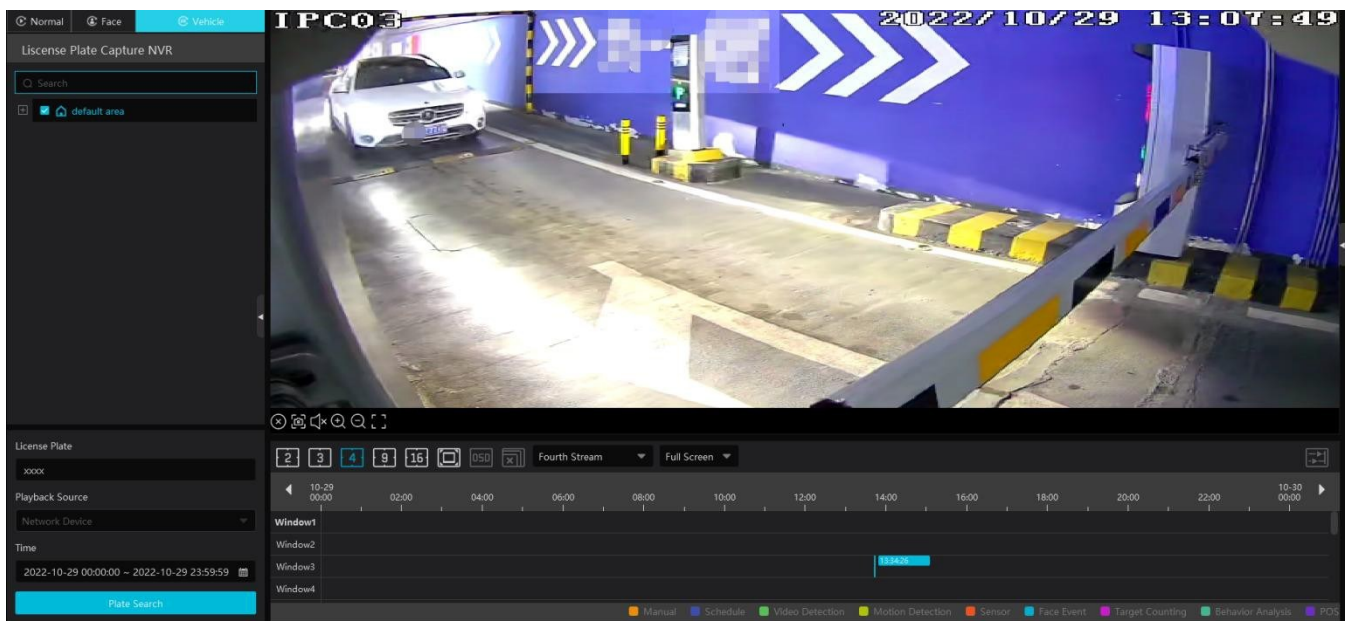 Normal Face Vehicle
IPC03 2022/10/29 13:07:49
Liscense Plate Capture NVR
Search
default area
P
License Plate
xxxx
Playback Source
Network Device
Time
2022-10-29 00:00:00 ~ 2022-10-29 23:59:59
Plate Search
2 3 4 9 16 OSD Fourth Stream Full Screen
10-29 10-30
00:00 02:00 04:00 06:00 08:00 10:00 12:00 14:00 16:00 18:00 20:00 22:00 00:00
Window1
Window2
Window3 13:34:26
Window4
Manual Schedule Video Detection Motion Detection Sensor Face Event Target Counting Behavior Analysis POS